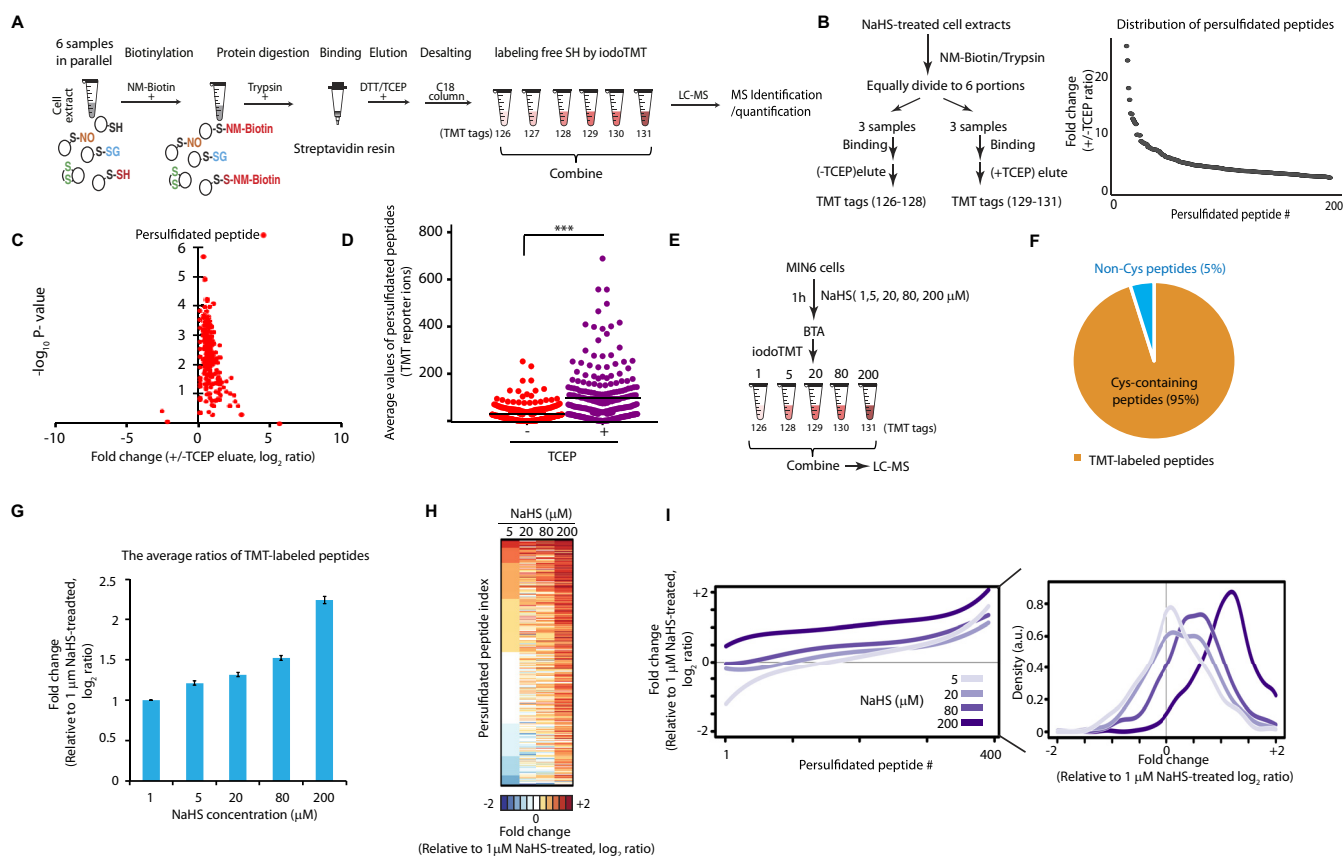 A
6 samples
in parallel
Biotinylation
Protein digestion
Binding
Elution
Desalting
labeling free SH by iodoTMT
Cell
extract
NM-Biotin
+
Trypsin
+
DTT/TCEP
+
C18
column
LC-MS
MS Identification
/quantification
SH
S-NO
S-SG
S
S
S-SH
S-NM-Biotin
S-NO
S-SG
S
S
S-S-NM-Biotin
Streptavidin resin
(TMT tags)
126 127 128 129 130 131
Combine
B
NaHS-treated cell extracts
NM-Biotin/Trypsin
Equally divide to 6 portions
3 samples 3 samples
Binding Binding
(-TCEP)elute (+TCEP) elute
TMT tags (126-128) TMT tags (129-131)
Distribution of persulfidated peptides
Fold change
(+/-TCEP ratio)
20
10
0
0 200
Persulfidated peptide #
C
Persulfidated peptide
-log10 P- value
6
5
4
3
2
1
-10 -5 0 5 10
Fold change (+/-TCEP eluate, log2 ratio)
D
Average values of persulfidated peptides
(TMT reporter ions)
***
800
600
400
200
- +
TCEP
E
MIN6 cells
1h NaHS( 1,5, 20, 80, 200 μM)
BTA
iodoTMT
1 5 20 80 200
126 128 129 130 131 (TMT tags)
Combine LC-MS
F
Non-Cys peptides (5%)
Cys-containing
peptides (95%)
TMT-labeled peptides
G
The average ratios of TMT-labeled peptides
Fold change
(Relative to 1 μM NaHS-treadted,
log2 ratio)
2.5
2
1.5
1
0.5
0
1 5 20 80 200
NaHS concentration (μM)
H
NaHS (μM)
5 20 80 200
Persulfidated peptide index
-2 +2
0
Fold change
(Relative to 1μM NaHS-treated, log2 ratio)
I
Fold change
(Relative to 1 μM NaHS-treated,
log2 ratio)
+2
0
-2
NaHS (μM)
5
20
80
200
1 400
Persulfidated peptide #
Density (a.u.)
0.8
0.6
0.4
0.2
0
-2 0 +2
Fold change
(Relative to 1 μM NaHS-treated log2 ratio)